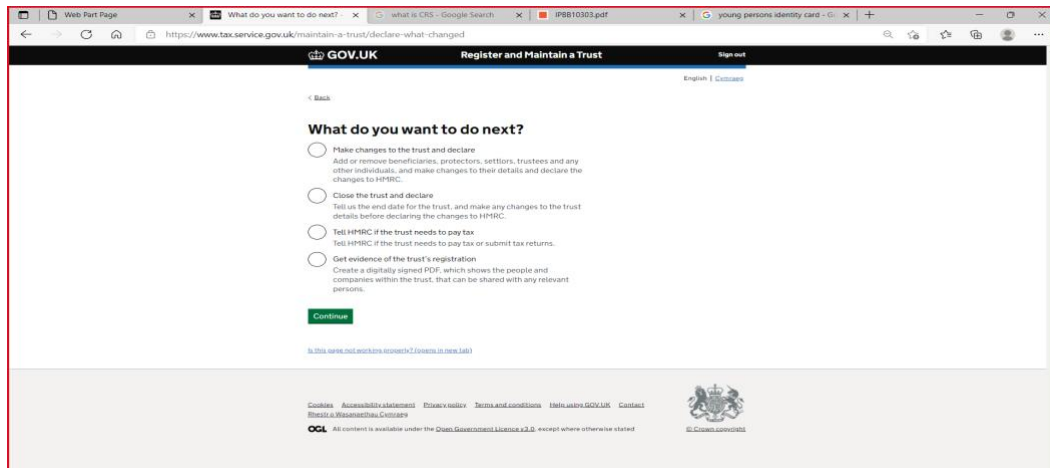 Web Part Page
What do you want to do next? -
what is CRS - Google Search
IPBB10303.pdf
young persons identity card - G
https://www.tax.service.gov.uk/maintain-a-trust/declare-what-changed
GOV.UK
Register and Maintain a Trust
Sign out
English | Cymraeg
< Back
What do you want to do next?
Make changes to the trust and declare
Add or remove beneficiaries, protectors, settlors, trustees and any
other individuals, and make changes to their details and declare the
changes to HMRC.
Close the trust and declare
Tell us the end date for the trust, and make any changes to the trust
details before declaring the changes to HMRC.
Tell HMRC if the trust needs to pay tax
Tell HMRC if the trust needs to pay tax or submit tax returns.
Get evidence of the trust's registration
Create a digitally signed PDF, which shows the people and
companies within the trust, that can be shared with any relevant
persons.
Continue
Is this page not working properly? (opens in new tab)
Cookies Accessibility statement Privacy policy Terms and conditions Help using GOV.UK Contact
Rhestr o Wasanaethau Cymraeg
OGL All content is available under the Open Government Licence v3.0, except where otherwise stated
© Crown copyright